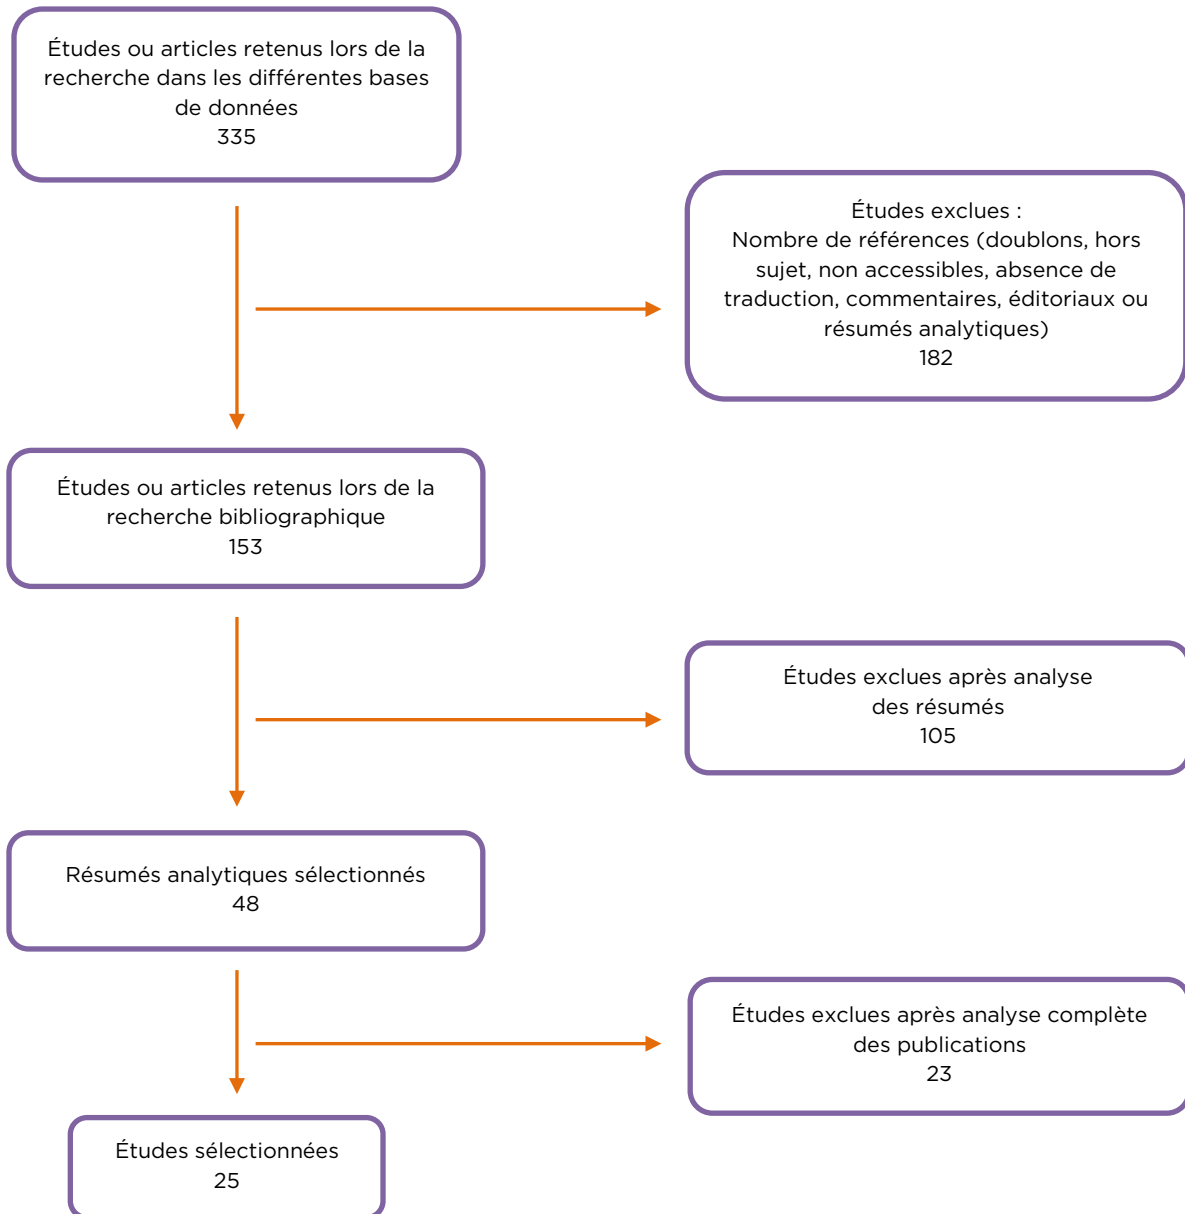 Études ou articles retenus lors de la
recherche dans les différentes bases
de données
335
Études exclues :
Nombre de références (doublons, hors
sujet, non accessibles, absence de
traduction, commentaires, éditoriaux ou
résumés analytiques)
182
Études ou articles retenus lors de la
recherche bibliographique
153
Études exclues après analyse
des résumés
105
Résumés analytiques sélectionnés
48
Études exclues après analyse complète
des publications
23
Études sélectionnées
25